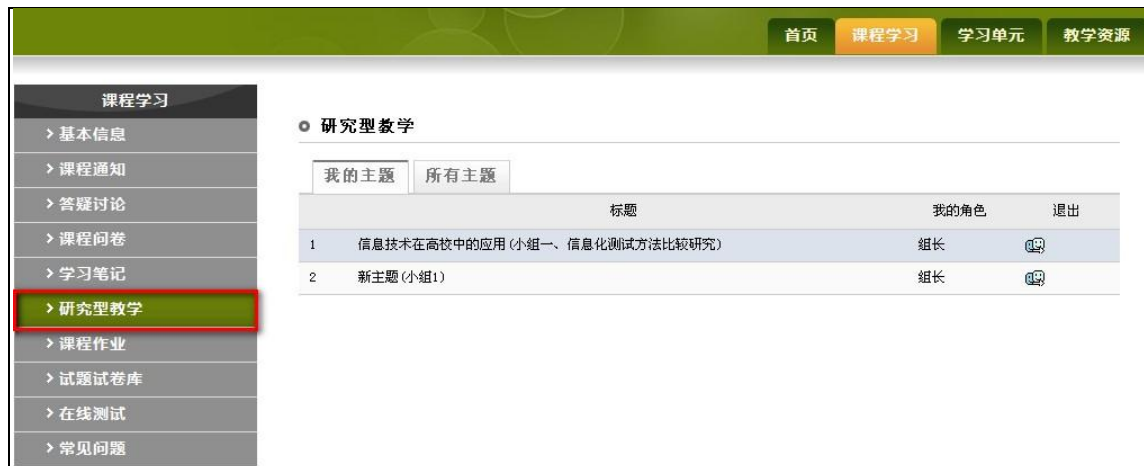 首页 课程学习 学习单元 教学资源
课程学习
> 基本信息
> 课程通知
> 答疑讨论
> 课程问卷
> 学习笔记
> 研究型教学
> 课程作业
> 试题试卷库
> 在线测试
> 常见问题
研究型教学
我的主题 所有主题
标题 我的角色 退出
1 信息技术在高校中的应用(小组一、信息化测试方法比较研究) 组长
2 新主题(小组1) 组长